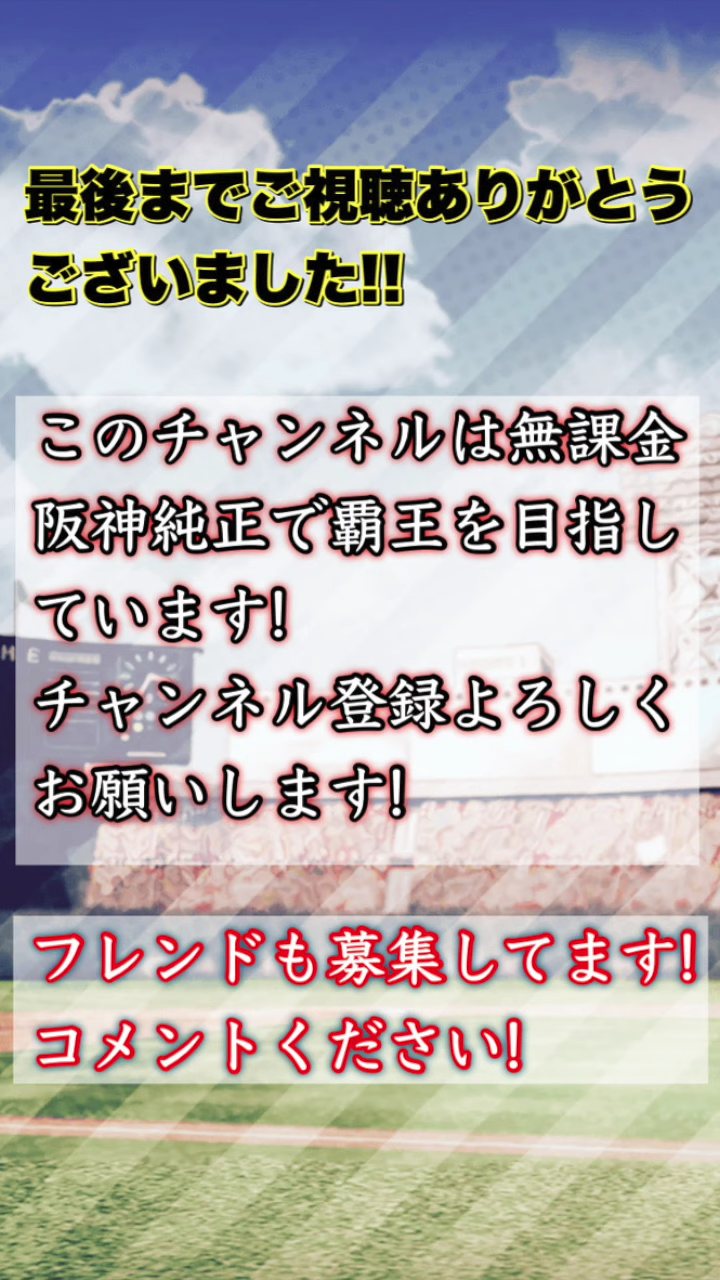 最後までご視聴ありがとう
ございました!!
このチャンネルは無課金
阪神純正で覇王を目指し
ています!
チャンネル登録よろしく
お願いします!
H E
フレンドも募集してます!
コメントください!